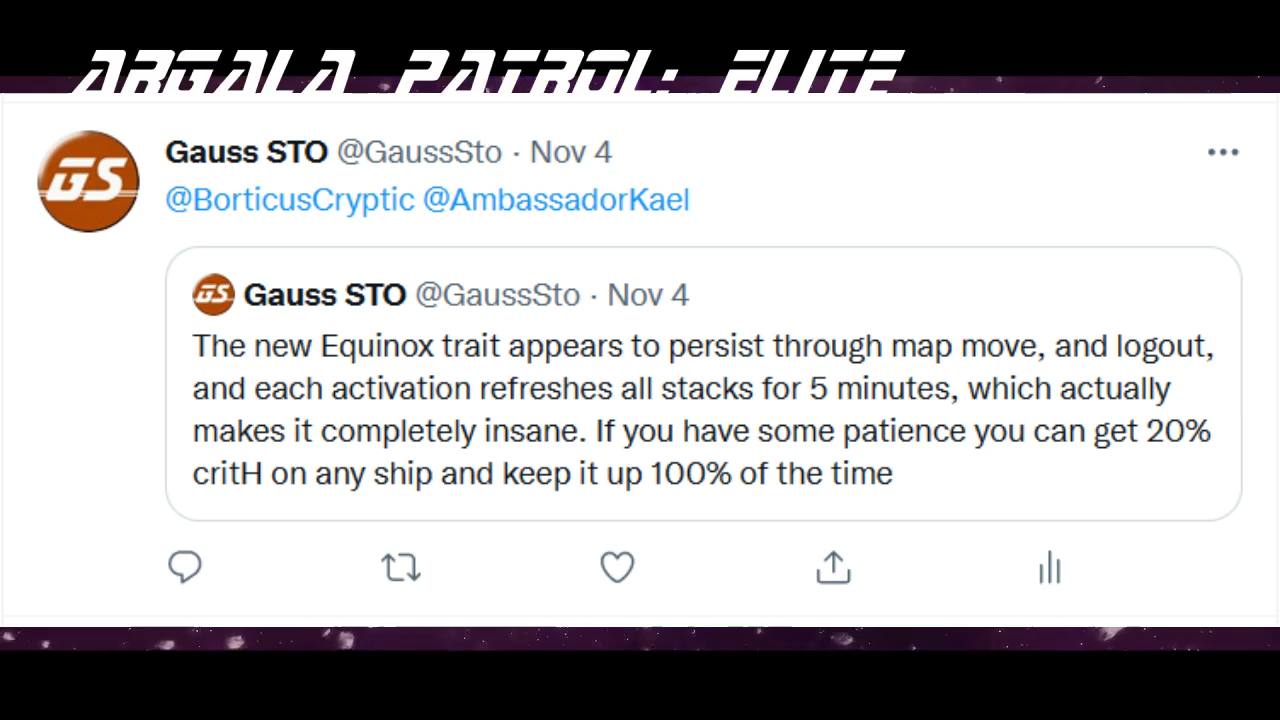 ARGALA PATROL: ELITE
GS
Gauss STO @GaussSto · Nov 4
@BorticusCryptic @AmbassadorKael
GS Gauss STO @GaussSto · Nov 4
The new Equinox trait appears to persist through map move, and logout,
and each activation refreshes all stacks for 5 minutes, which actually
makes it completely insane. If you have some patience you can get 20%
critH on any ship and keep it up 100% of the time